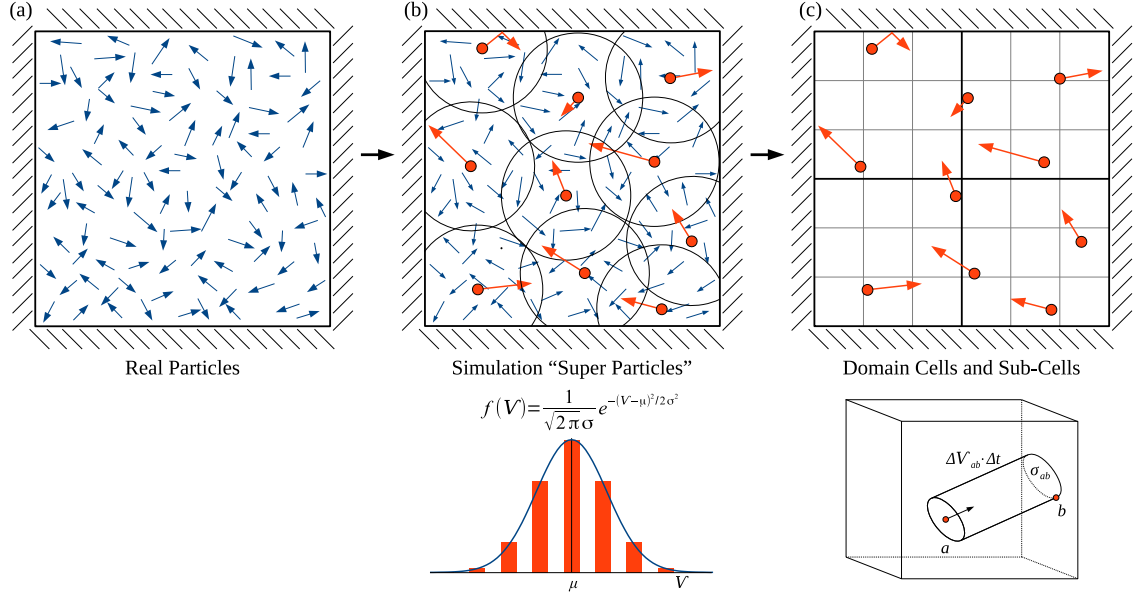 (a)
(b)
(c)
Real Particles
Simulation “Super Particles”
Domain Cells and Sub-Cells
f(V)=1/√2πσ e^−(V−μ)²/2σ²
μ
V
ΔV_ab·Δt
σ_ab
b
a